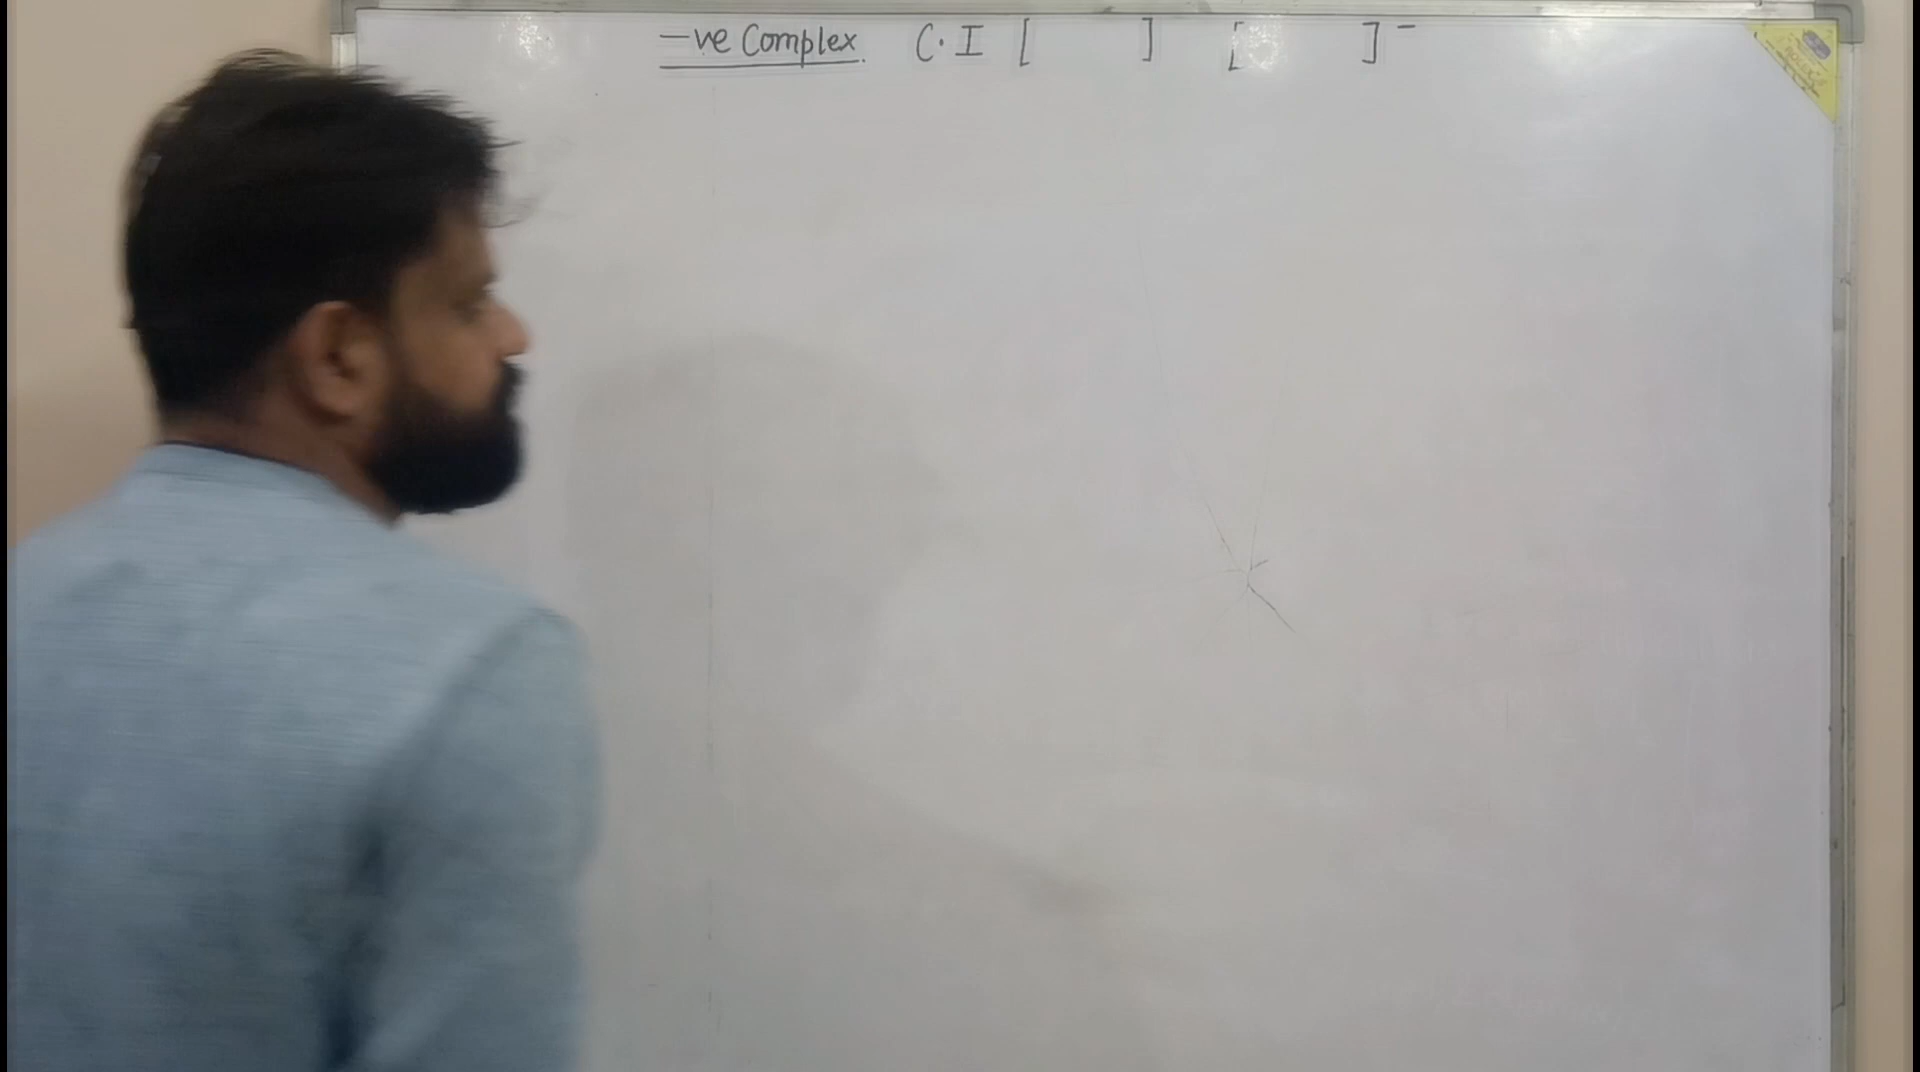 -ve Complex C.I [ ] [ ]⁻